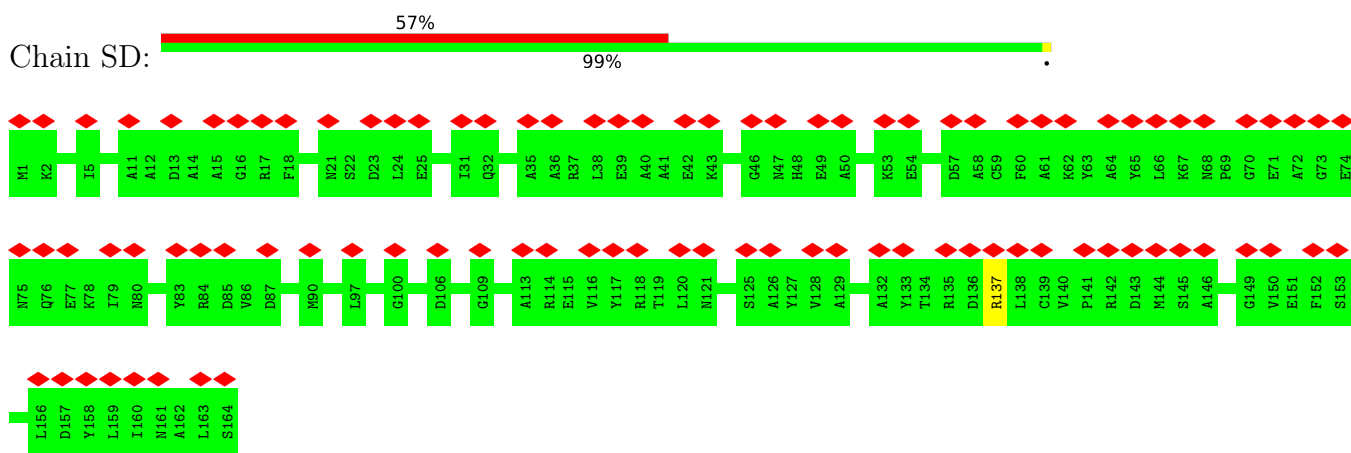 57%
Chain SD:
99% .
M1 K2 I5 A11 A12 D13 A14 A15 G16 R17 F18 N21 S22 D23 L24 E25 I31 Q32 A35 A36 R37 L38 E39 A40 A41 E42 K43 G46 N47 H48 E49 A50 K53 E54 D57 A58 C59 F60 A61 K62 Y63 A64 Y65 L66 K67 N68 P69 G70 E71 A72 G73 E74
N75 Q76 E77 K78 I79 N80 Y83 R84 D85 V86 D87 M90 L97 G100 D106 G109 A113 R114 E115 V116 Y117 R118 T119 L120 N121 S125 A126 Y127 V128 A129 A132 Y133 T134 R135 D136 R137 L138 C139 V140 P141 R142 D143 M144 S145 A146 G149 V150 E151 F152 S153
L156 D157 Y158 L159 I160 N161 A162 L163 S164